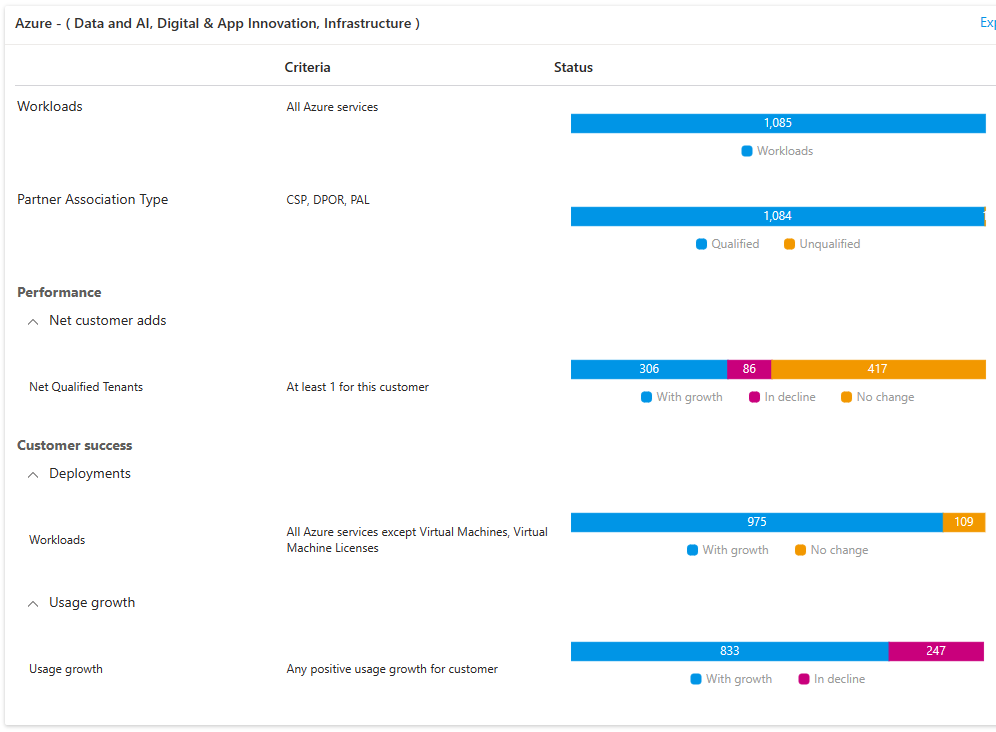 Azure - ( Data and AI, Digital & App Innovation, Infrastructure )
Criteria
Status
Workloads
All Azure services
1,085
Workloads
Partner Association Type
CSP, DPOR, PAL
1,084
Qualified
Unqualified
Performance
Net customer adds
Net Qualified Tenants
At least 1 for this customer
306
86
417
With growth
In decline
No change
Customer success
Deployments
Workloads
All Azure services except Virtual Machines, Virtual
Machine Licenses
975
109
With growth
No change
Usage growth
Usage growth
Any positive usage growth for customer
833
247
With growth
In decline